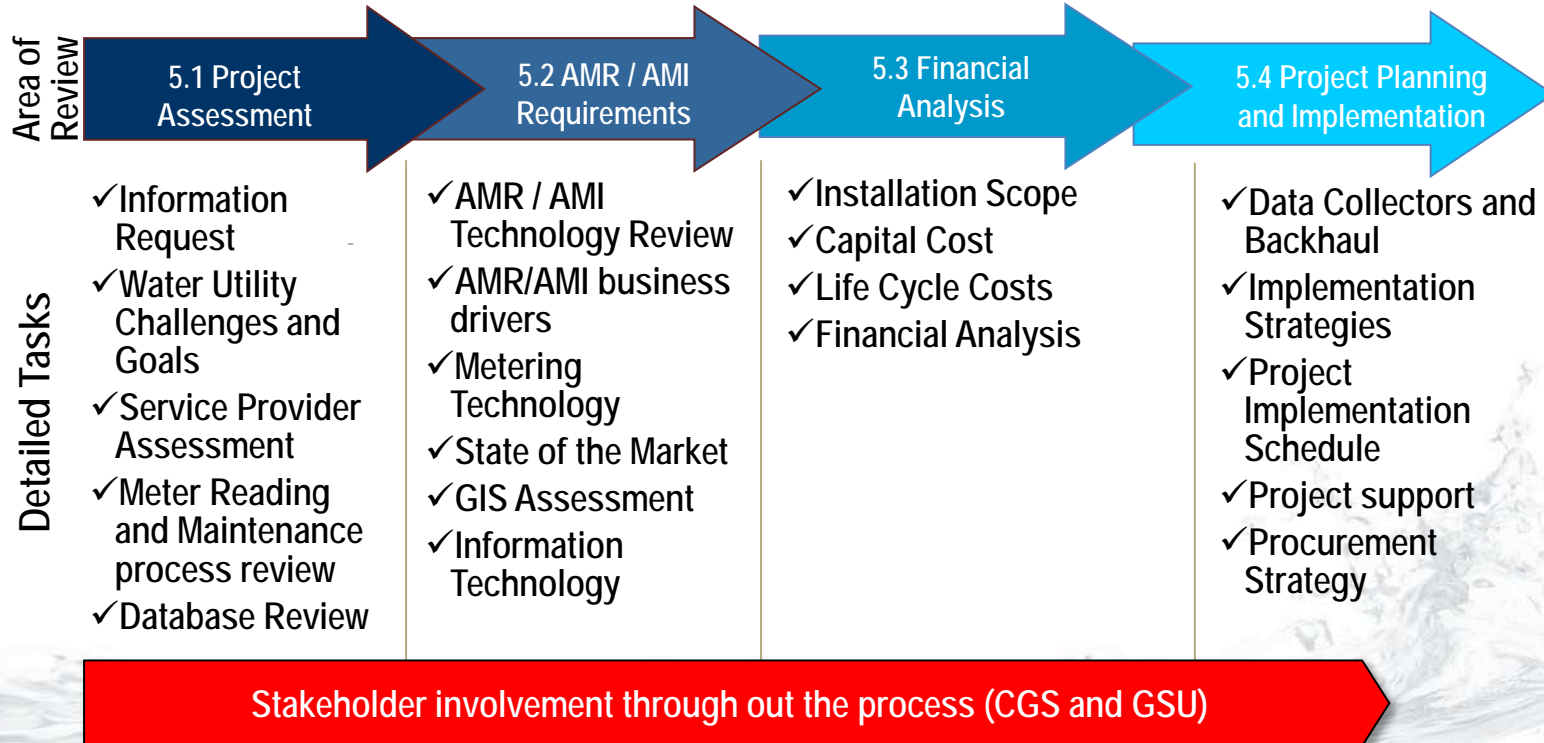 Area of
Review
5.1 Project
Assessment
5.2 AMR / AMI
Requirements
5.3 Financial
Analysis
5.4 Project Planning
and Implementation
Detailed Tasks
✓Information
Request
✓Water Utility
Challenges and
Goals
✓Service Provider
Assessment
✓Meter Reading
and Maintenance
process review
✓Database Review
✓AMR / AMI
Technology Review
✓AMR/AMI business
drivers
✓Metering
Technology
✓State of the Market
✓GIS Assessment
✓Information
Technology
✓Installation Scope
✓Capital Cost
✓Life Cycle Costs
✓Financial Analysis
✓Data Collectors and
Backhaul
✓Implementation
Strategies
✓Project
Implementation
Schedule
✓Project support
✓Procurement
Strategy
Stakeholder involvement through out the process (CGS and GSU)